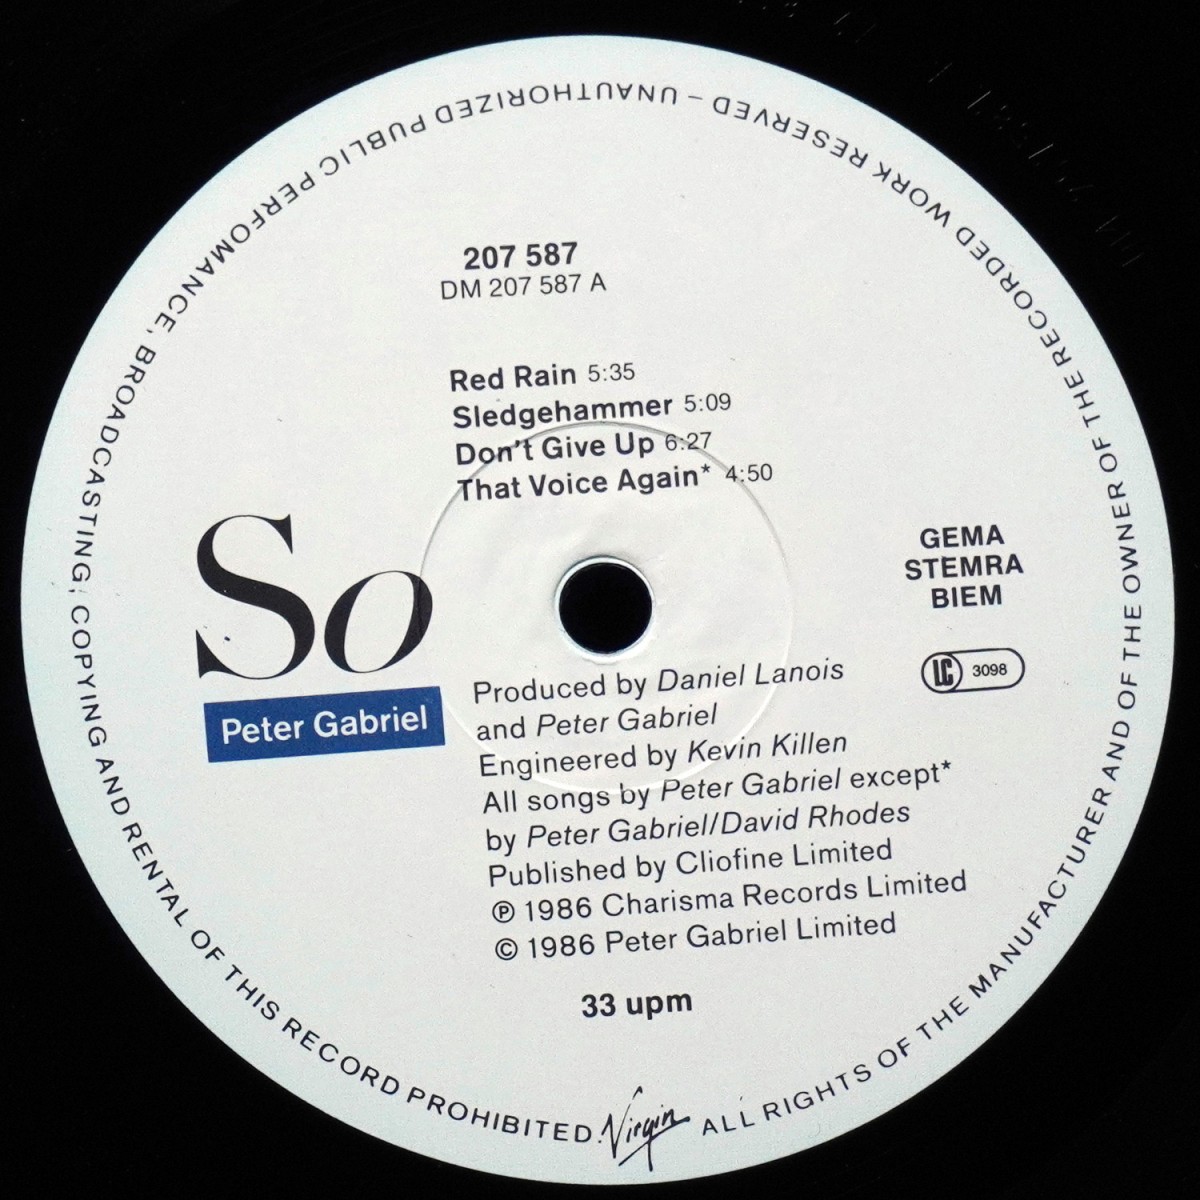 207 587
DM 207 587 A
Red Rain 5:35
Sledgehammer 5:09
Don't Give Up 6:27
That Voice Again* 4:50
So
Peter Gabriel
GEMA
STEMRA
BIEM
LC 3098
Produced by Daniel Lanois
and Peter Gabriel
Engineered by Kevin Killen
All songs by Peter Gabriel except*
by Peter Gabriel/David Rhodes
Published by Cliofine Limited
℗ 1986 Charisma Records Limited
© 1986 Peter Gabriel Limited
33 upm
Virgin
ALL RIGHTS OF THE MANUFACTURER AND OF THE OWNER OF THE RECORDED WORK RESERVED – UNAUTHORIZED PUBLIC PERFOMANCE, BROADCASTING, COPYING AND RENTAL OF THIS RECORD PROHIBITED.